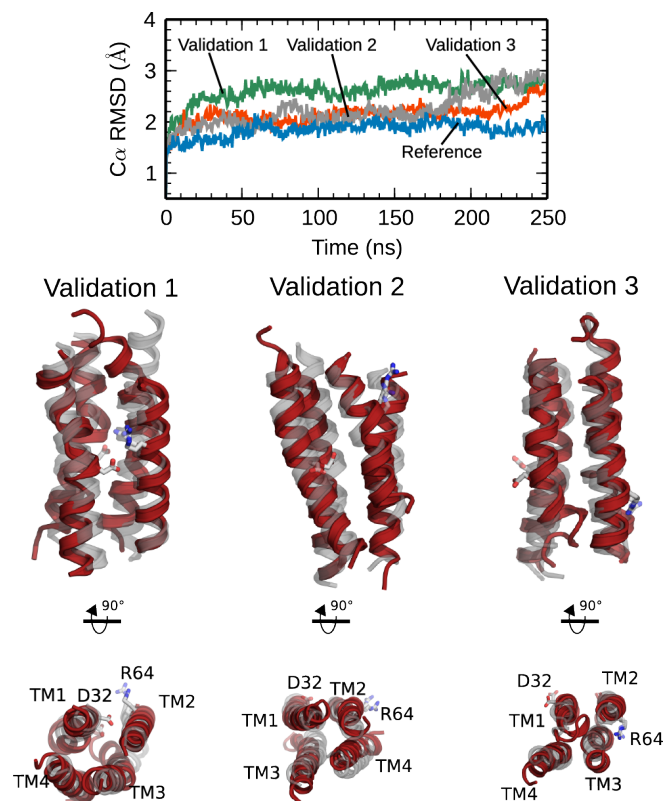 4
3
2
1
Cα RMSD (Å)
Validation 1
Validation 2
Validation 3
Reference
0
50
100
150
200
250
Time (ns)
Validation 1
Validation 2
Validation 3
90°
90°
90°
R64
D32
TM1
TM2
TM4
TM3
D32
TM2
TM1
R64
TM3
TM4
D32
TM2
TM1
R64
TM3
TM4